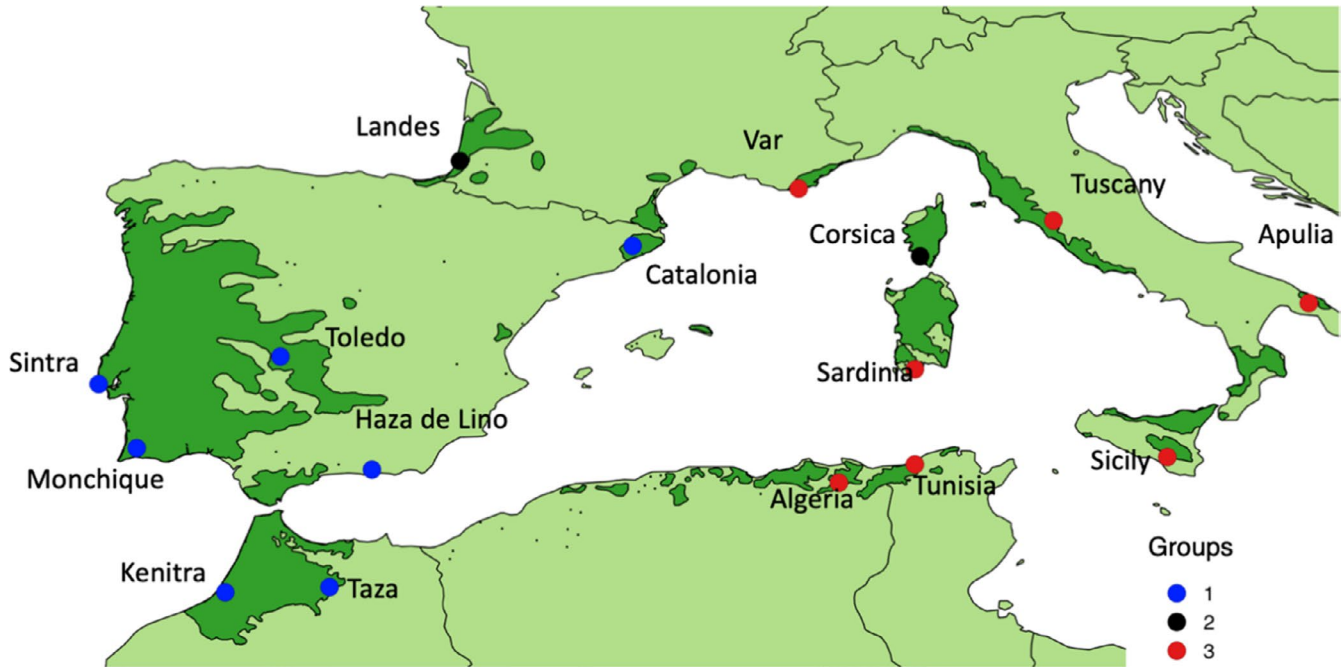 Landes
Var
Tuscany
Corsica
Apulia
Catalonia
Toledo
Sintra
Sardinia
Haza de Lino
Monchique
Sicily
Algeria
Tunisia
Kenitra
Taza
Groups
1
2
3